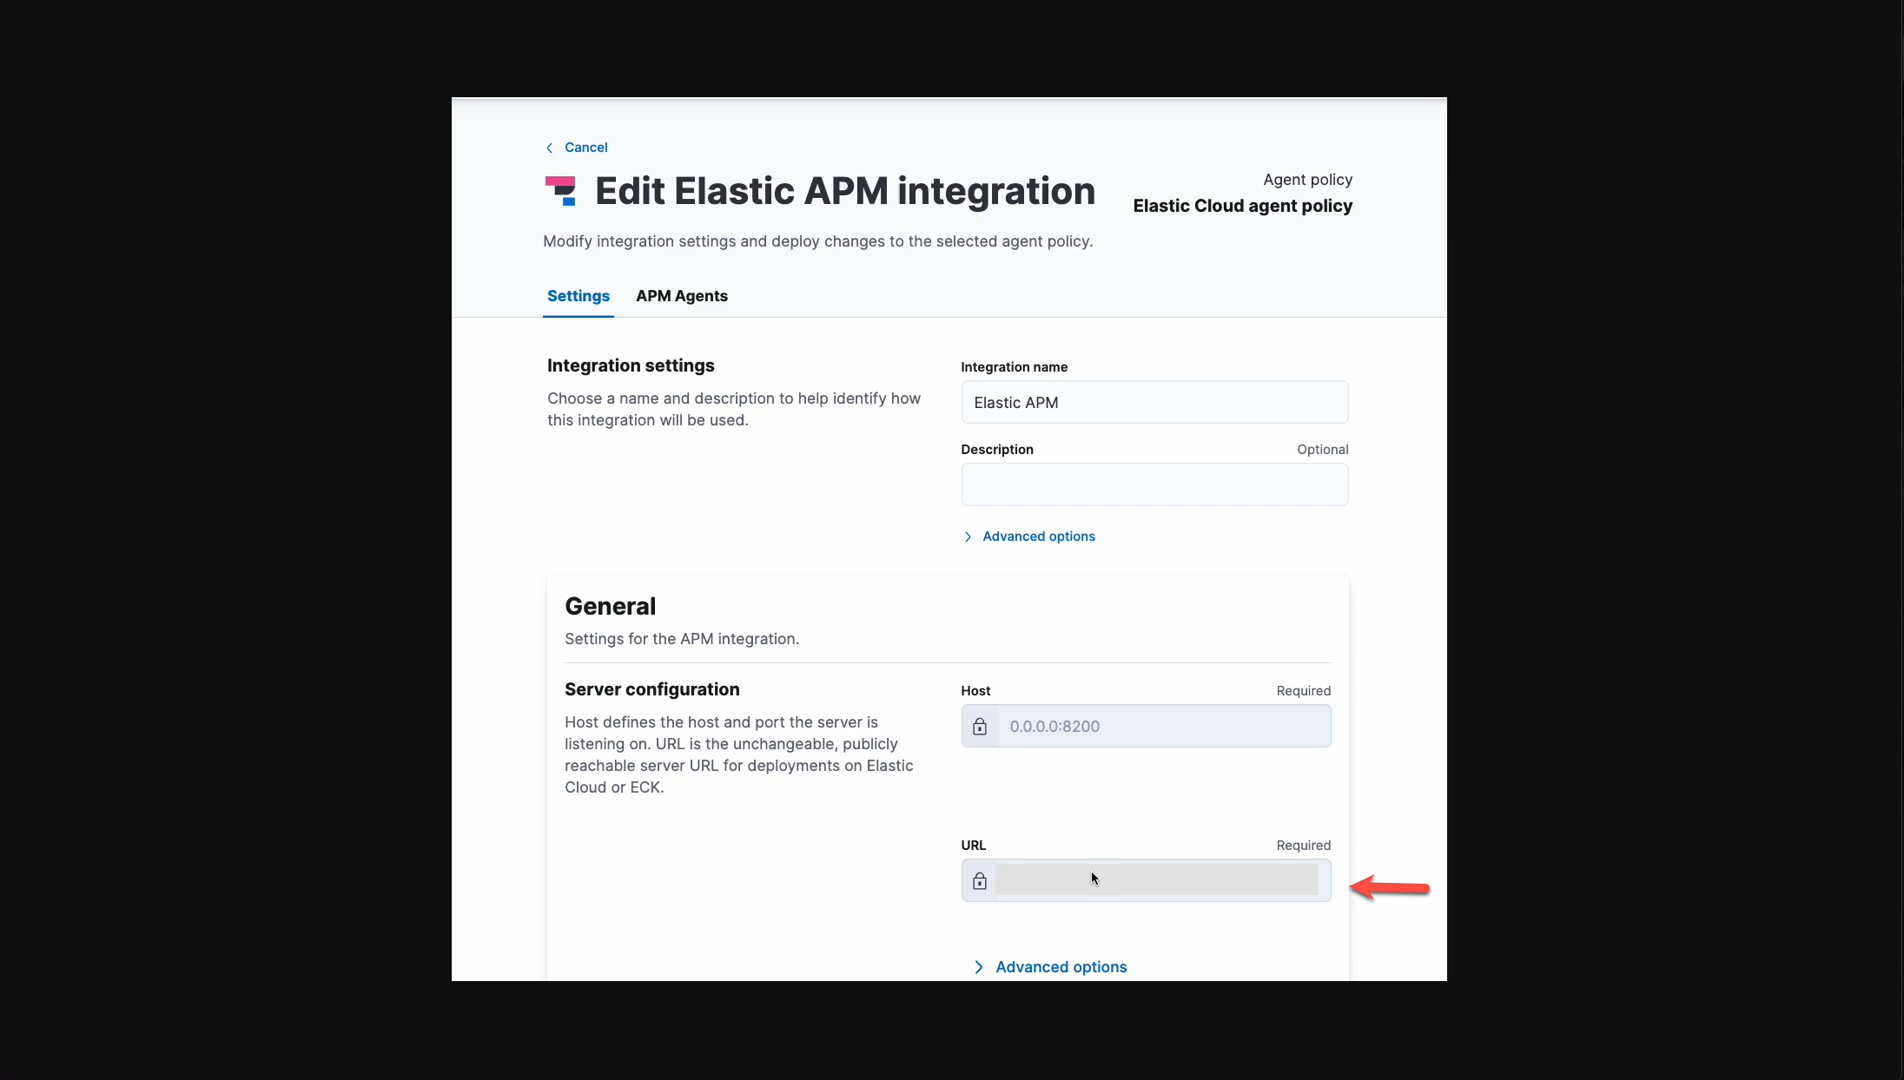 Cancel
Edit Elastic APM integration
Agent policy
Elastic Cloud agent policy
Modify integration settings and deploy changes to the selected agent policy.
Settings
APM Agents
Integration settings
Choose a name and description to help identify how
this integration will be used.
Integration name
Elastic APM
Description
Optional
Advanced options
General
Settings for the APM integration.
Server configuration
Host defines the host and port the server is
listening on. URL is the unchangeable, publicly
reachable server URL for deployments on Elastic
Cloud or ECK.
Host
Required
0.0.0.0:8200
URL
Required
Advanced options